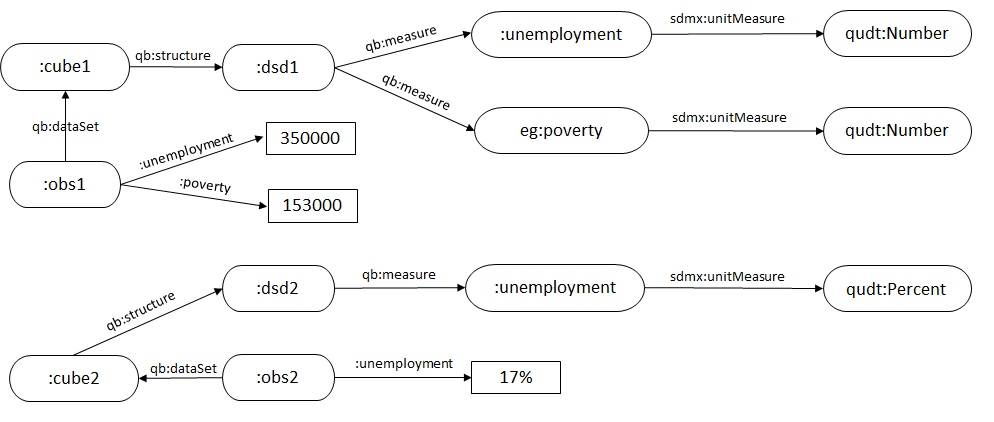 sdmx:unitMeasure
:unemployment
qudt:Number
qb:measure
:cube1
qb:structure
:dsd1
qb:measure
eg:poverty
sdmx:unitMeasure
qudt:Number
qb:dataSet
:unemployment
350000
:obs1
:poverty
153000
:dsd2
qb:measure
:unemployment
sdmx:unitMeasure
qudt:Percent
qb:structure
:cube2
qb:dataSet
:obs2
:unemployment
17%